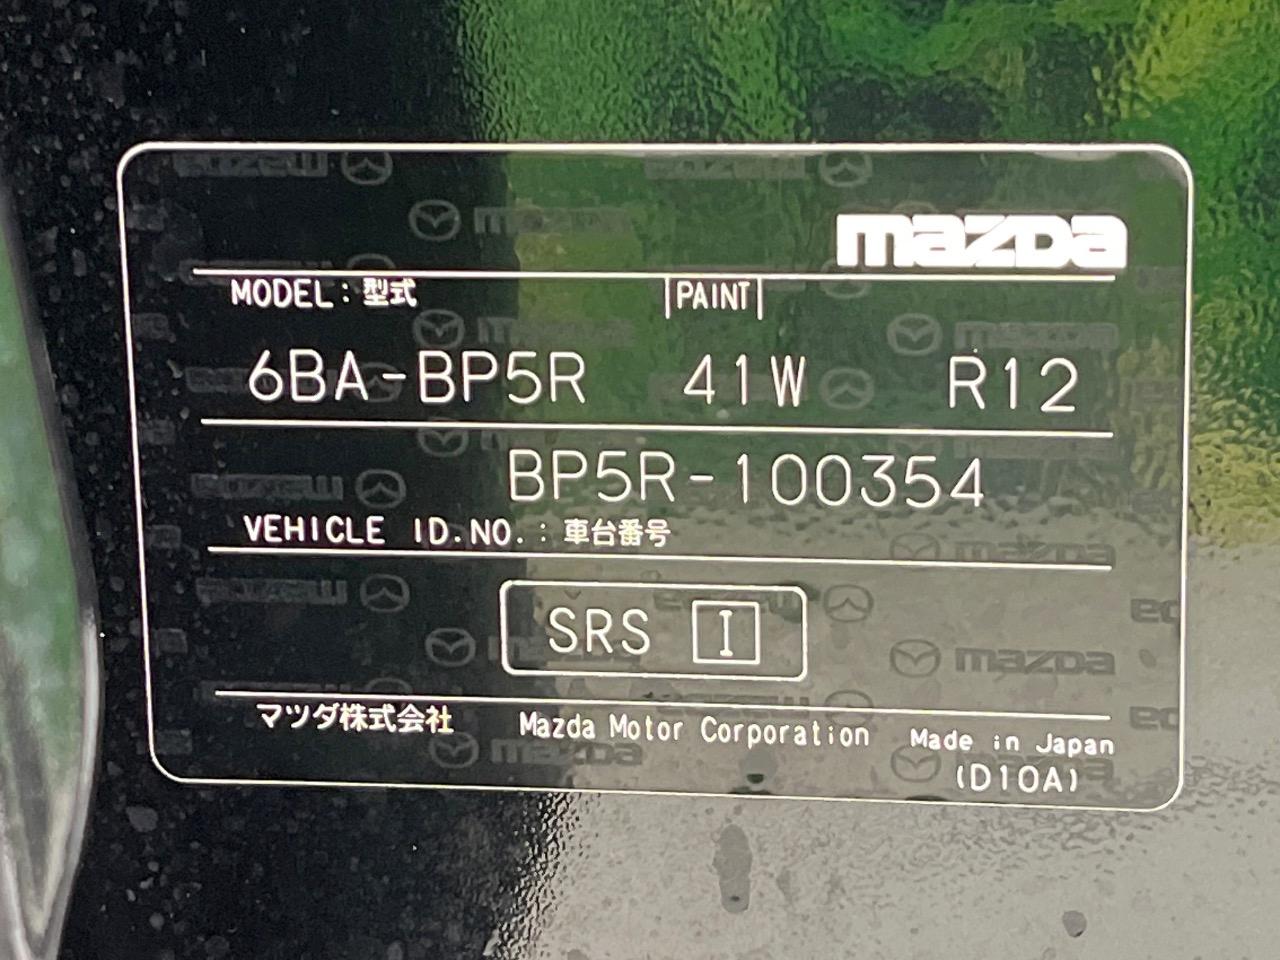 mazda
MODEL : 型式 PAINT
6BA-BP5R 41W R12
BP5R-100354
VEHICLE ID.NO. : 車台番号
SRS I
マツダ株式会社 Mazda Motor Corporation Made in Japan
(D10A)